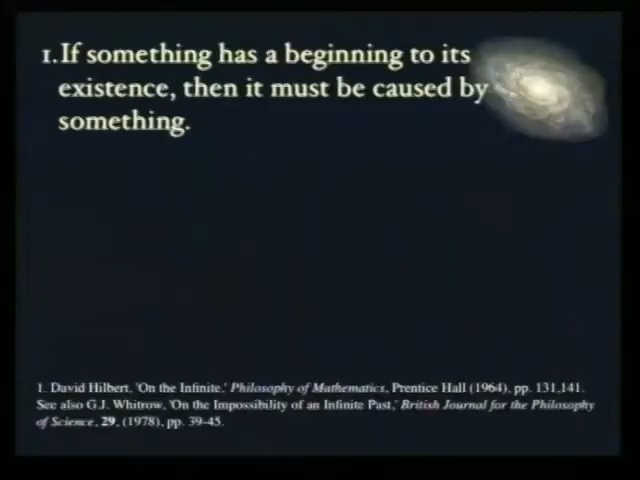 1.If something has a beginning to its
existence, then it must be caused by
something.
1. David Hilbert, 'On the Infinite,' Philosophy of Mathematics, Prentice Hall (1964), pp. 131,141.
See also G.J. Whitrow, 'On the Impossibility of an Infinite Past,' British Journal for the Philosophy
of Science, 29, (1978), pp. 39-45.